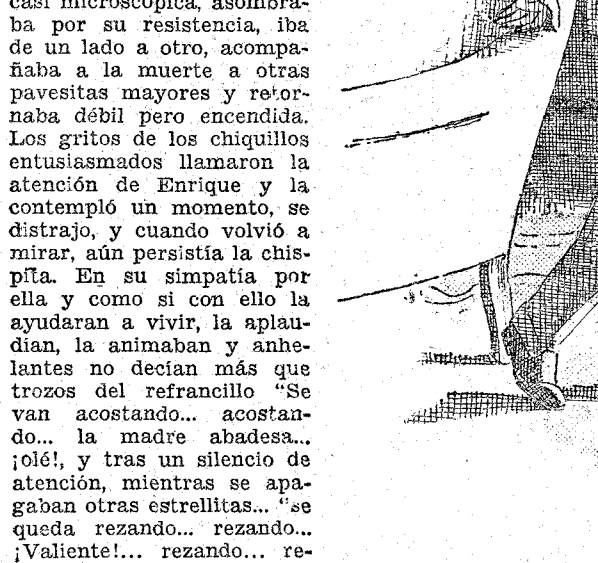 casi microscópica, asombra-
ba por su resistencia, iba
de un lado a otro, acompa-
ñaba a la muerte a otras
pavesitas mayores y retor-
naba débil pero encendida.
Los gritos de los chiquillos
entusiasmados llamaron la
atención de Enrique y la
contempló un momento, se
distrajo, y cuando volvió a
mirar, aún persistía la chis-
pita. En su simpatía por
ella y como si con ello la
ayudaran a vivir, la aplau-
dían, la animaban y anhe-
lantes no decían más que
trozos del refrancillo "Se
van acostando... acostan-
do... la madre abadesa...
¡olé!, y tras un silencio de
atención, mientras se apa-
gaban otras estrellitas... "se
queda rezando... rezando...
¡Valiente!... rezando... re-